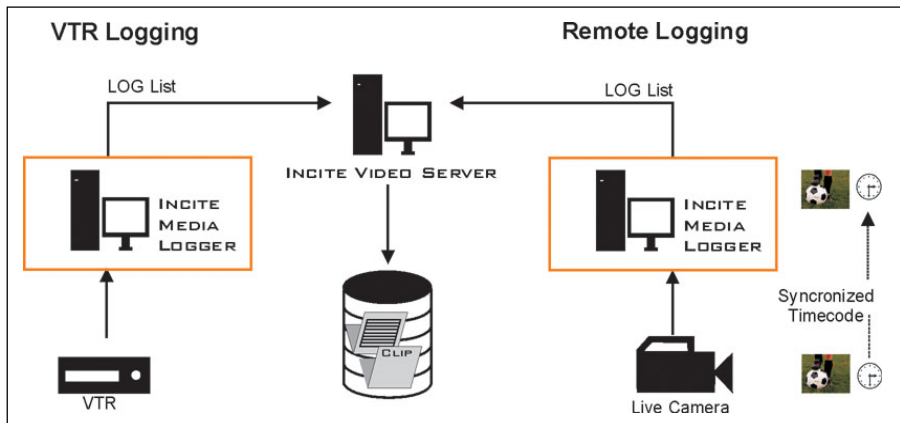 VTR Logging
Remote Logging
LOG List
LOG List
INCITE VIDEO SERVER
INCITE
MEDIA
LOGGER
INCITE
MEDIA
LOGGER
Syncronized
Timecode
CLIP
VTR
Live Camera